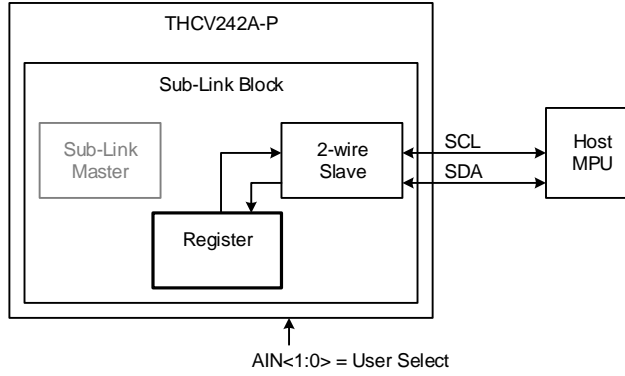 THCV242A-P
Sub-Link Block
Sub-Link
Master
2-wire
Slave
SCL
SDA
Host
MPU
Register
AIN<1:0> = User Select